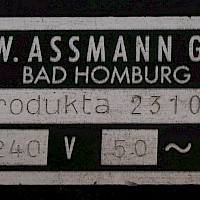 W. ASSMANN G
BAD HOMBURG
rodukta 2310
240 V 50 ~